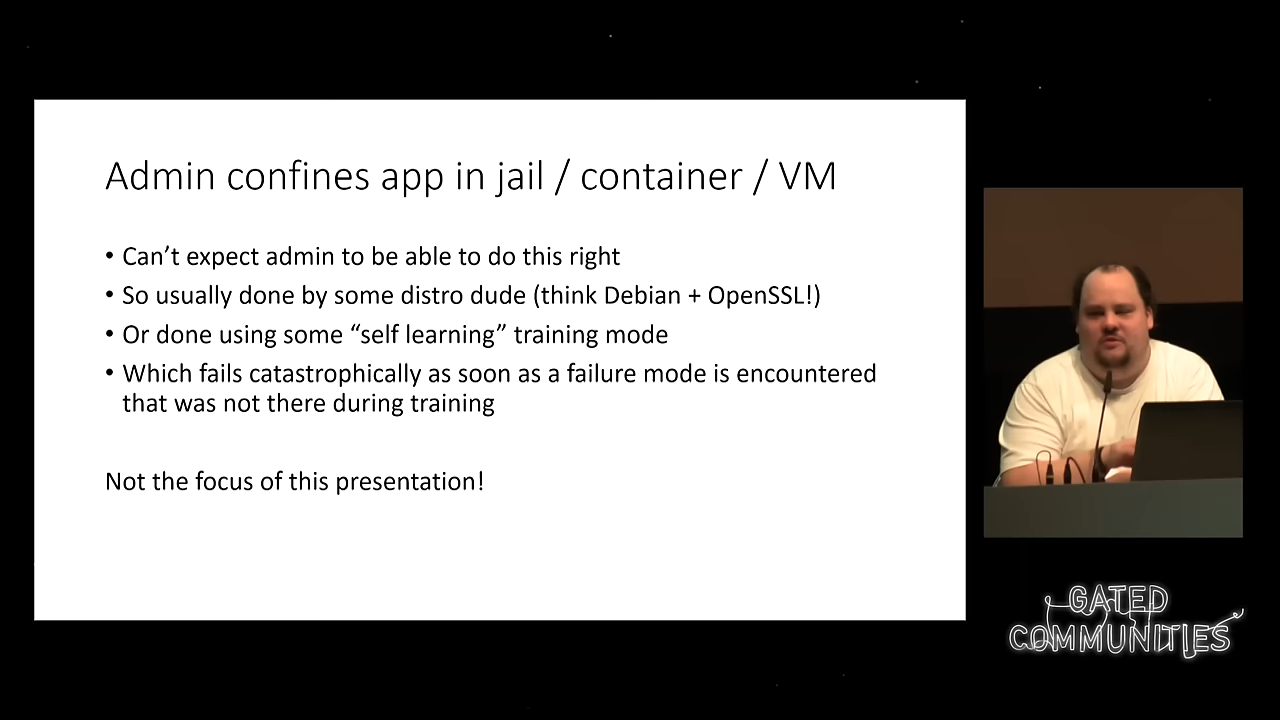 Admin confines app in jail / container / VM
• Can’t expect admin to be able to do this right
• So usually done by some distro dude (think Debian + OpenSSL!)
• Or done using some “self learning” training mode
• Which fails catastrophically as soon as a failure mode is encountered
that was not there during training
Not the focus of this presentation!
GATED
COMMUNITIES